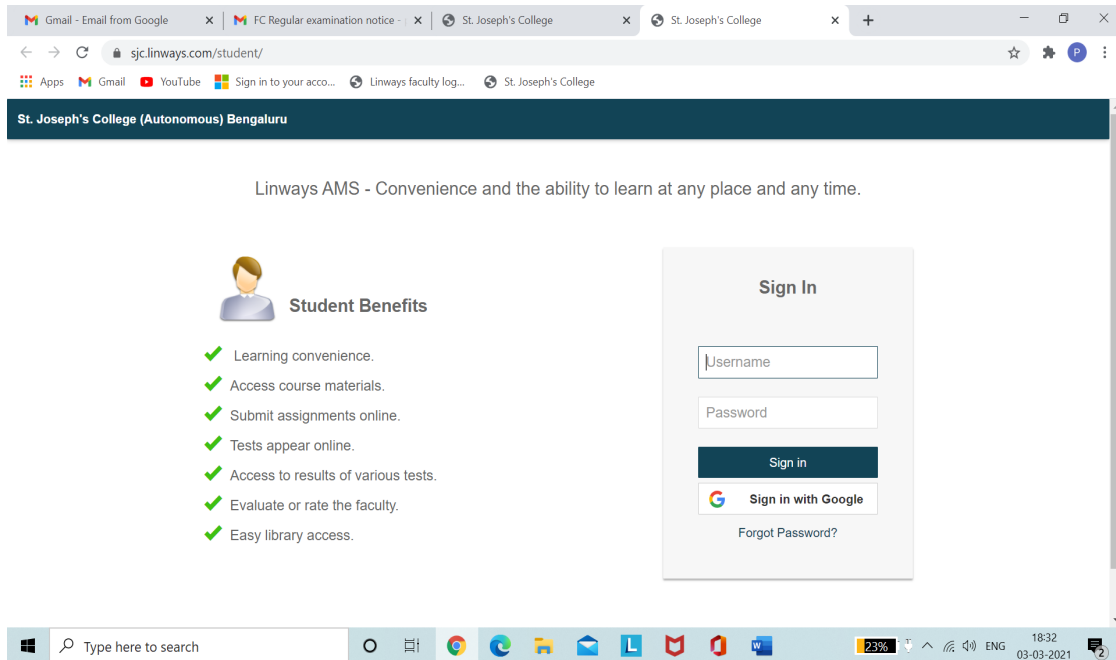 Gmail - Email from Google
FC Regular examination notice -
St. Joseph's College
St. Joseph's College
sjc.linways.com/student/
P
Apps
Gmail
YouTube
Sign in to your acco...
Linways faculty log...
St. Joseph's College
St. Joseph's College (Autonomous) Bengaluru
Linways AMS - Convenience and the ability to learn at any place and any time.
Student Benefits
Learning convenience.
Access course materials.
Submit assignments online.
Tests appear online.
Access to results of various tests.
Evaluate or rate the faculty.
Easy library access.
Sign In
Username
Password
Sign in
Sign in with Google
Forgot Password?
Type here to search
L
W
23%
ENG
18:32
03-03-2021
2